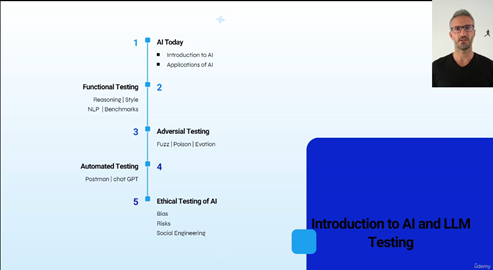 1 AI Today
Introduction to AI
Applications of AI
Functional Testing 2
Reasoning | Style
NLP | Benchmarks
3 Adversial Testing
Fuzz | Poison | Evation
Automated Testing 4
Postman | chat GPT
5 Ethical Testing of AI
Bias
Risks
Social Engineering
Introduction to AI and LLM
Testing
Udemy